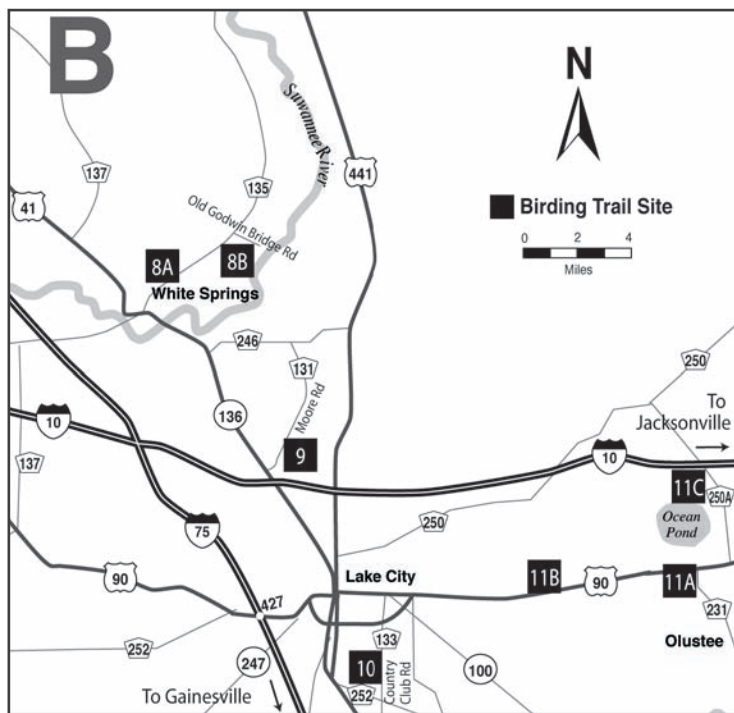 B
N
Suwannee River
441
137
135
41
Old Godwin Bridge Rd
Birding Trail Site
0 2 4
Miles
8A
8B
White Springs
246
131
Moore Rd
136
250
To
Jacksonville
10
10
9
137
11C
250A
Ocean
Pond
75
250
90
Lake City
11B
90
11A
427
231
252
133
Olustee
247
10
Country
Club Rd
100
252
To Gainesville